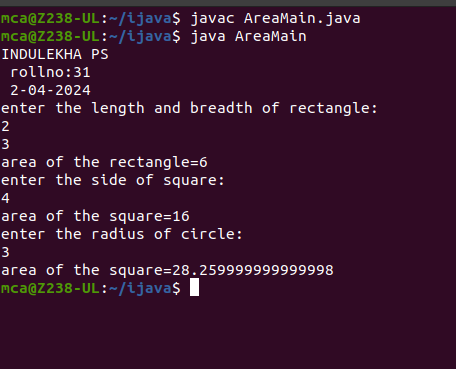 mca@Z238-UL:~/ijava$ javac AreaMain.java
mca@Z238-UL:~/ijava$ java AreaMain
INDULEKHA PS
 rollno:31
 2-04-2024
enter the length and breadth of rectangle:
2
3
area of the rectangle=6
enter the side of square:
4
area of the square=16
enter the radius of circle:
3
area of the square=28.259999999999998
mca@Z238-UL:~/ijava$